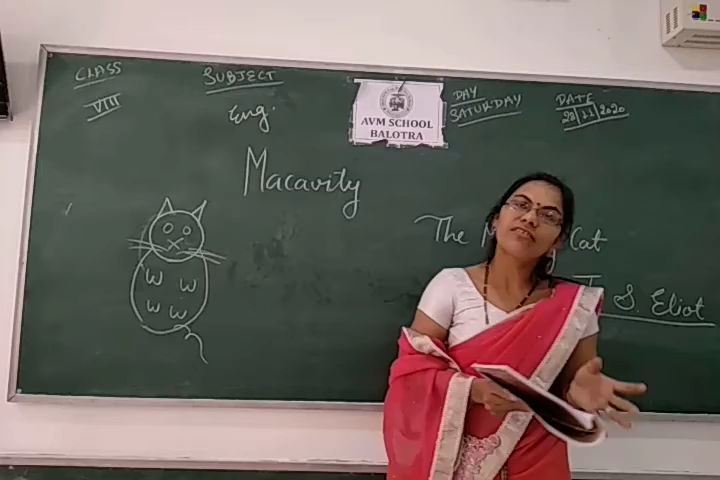 CLASS
VIII
SUBJECT
Eng.
AVM SCHOOL
BALOTRA
DAY
SATURDAY
DATE
28/11/2020
Macavity
The Cat
S. Eliot